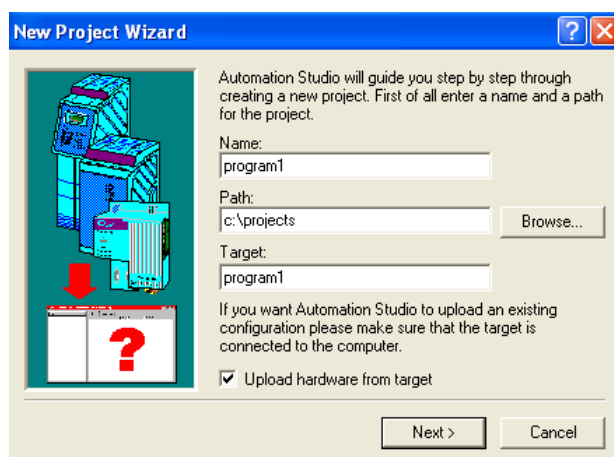 New Project Wizard
Automation Studio will guide you step by step through
creating a new project. First of all enter a name and a path
for the project.
Name:
program1
Path:
c:\projects
Browse...
Target:
program1
If you want Automation Studio to upload an existing
configuration please make sure that the target is
connected to the computer.
Upload hardware from target
Next >
Cancel